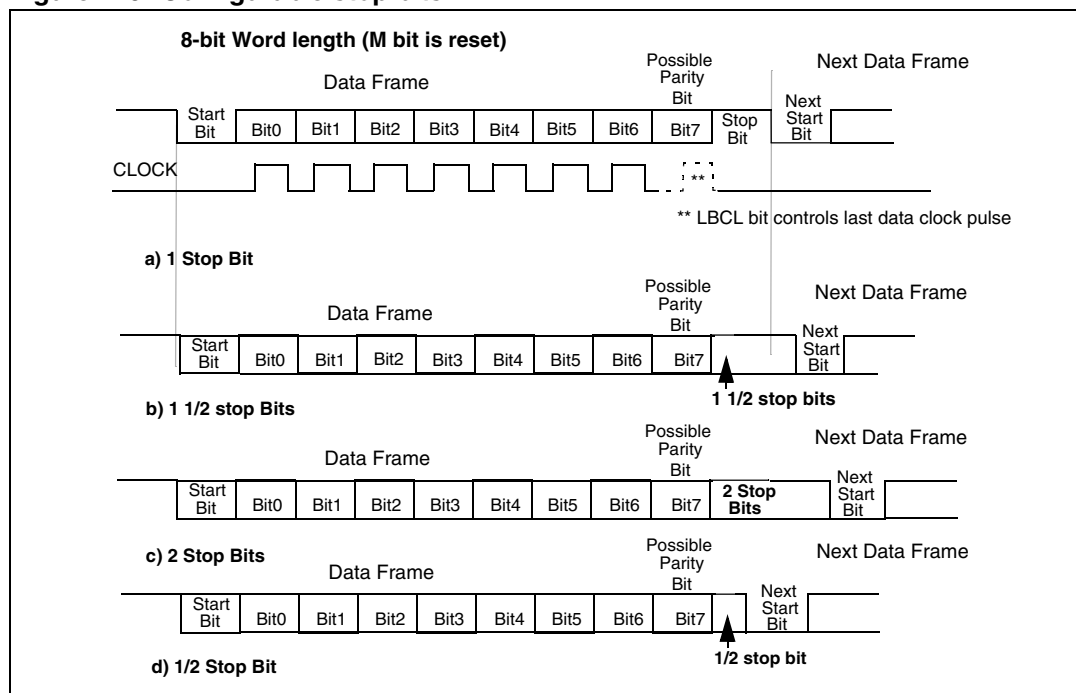 8-bit Word length (M bit is reset)
Data Frame
Possible
Parity
Bit
Next Data Frame
Start
Bit
Bit0
Bit1
Bit2
Bit3
Bit4
Bit5
Bit6
Bit7
Stop
Bit
Next
Start
Bit
CLOCK
**
** LBCL bit controls last data clock pulse
a) 1 Stop Bit
Data Frame
Possible
Parity
Bit
Next Data Frame
Start
Bit
Bit0
Bit1
Bit2
Bit3
Bit4
Bit5
Bit6
Bit7
Next
Start
Bit
1 1/2 stop bits
b) 1 1/2 stop Bits
Data Frame
Possible
Parity
Bit
Next Data Frame
Start
Bit
Bit0
Bit1
Bit2
Bit3
Bit4
Bit5
Bit6
Bit7
2 Stop
Bits
Next
Start
Bit
c) 2 Stop Bits
Data Frame
Possible
Parity
Bit
Next Data Frame
Start
Bit
Bit0
Bit1
Bit2
Bit3
Bit4
Bit5
Bit6
Bit7
Next
Start
Bit
1/2 stop bit
d) 1/2 Stop Bit